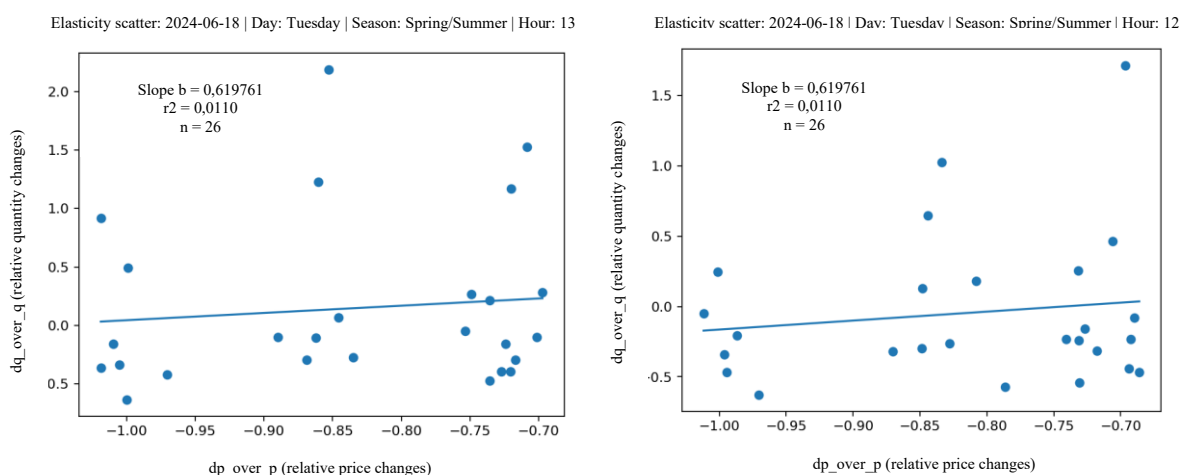 Elasticity scatter: 2024-06-18 | Day: Tuesday | Season: Spring/Summer | Hour: 13
Slope b = 0,619761
r2 = 0,0110
n = 26
dq_over_q (relative quantity changes)
2.0
1.5
1.0
0.5
0.0
0.5
−1.00 −0.95 −0.90 −0.85 −0.80 −0.75 −0.70
dp_over_p (relative price changes)
Elasticity scatter: 2024-06-18 | Day: Tuesday | Season: Spring/Summer | Hour: 12
Slope b = 0,619761
r2 = 0,0110
n = 26
dq_over_q (relative quantity changes)
1.5
1.0
0.5
0.0
-0.5
−1.00 −0.95 −0.90 −0.85 −0.80 −0.75 −0.70
dp_over_p (relative price changes)